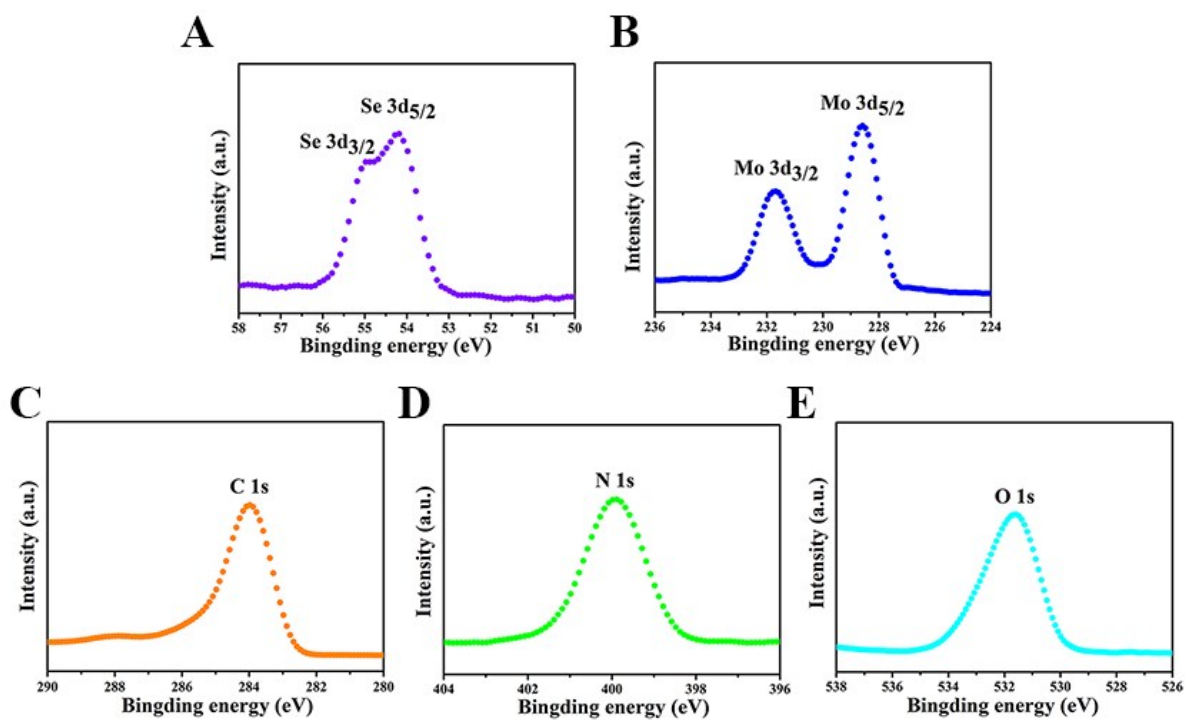 A
B
Se 3d5/2
Se 3d3/2
Intensity (a.u.)
58 57 56 55 54 53 52 51 50
Bingding energy (eV)
Mo 3d5/2
Mo 3d3/2
Intensity (a.u.)
236 234 232 230 228 226 224
Bingding energy (eV)
C
D
E
C 1s
Intensity (a.u.)
290 288 286 284 282 280
Bingding energy (eV)
N 1s
Intensity (a.u.)
404 402 400 398 396
Bingding energy (eV)
O 1s
Intensity (a.u.)
538 536 534 532 530 528 526
Bingding energy (eV)